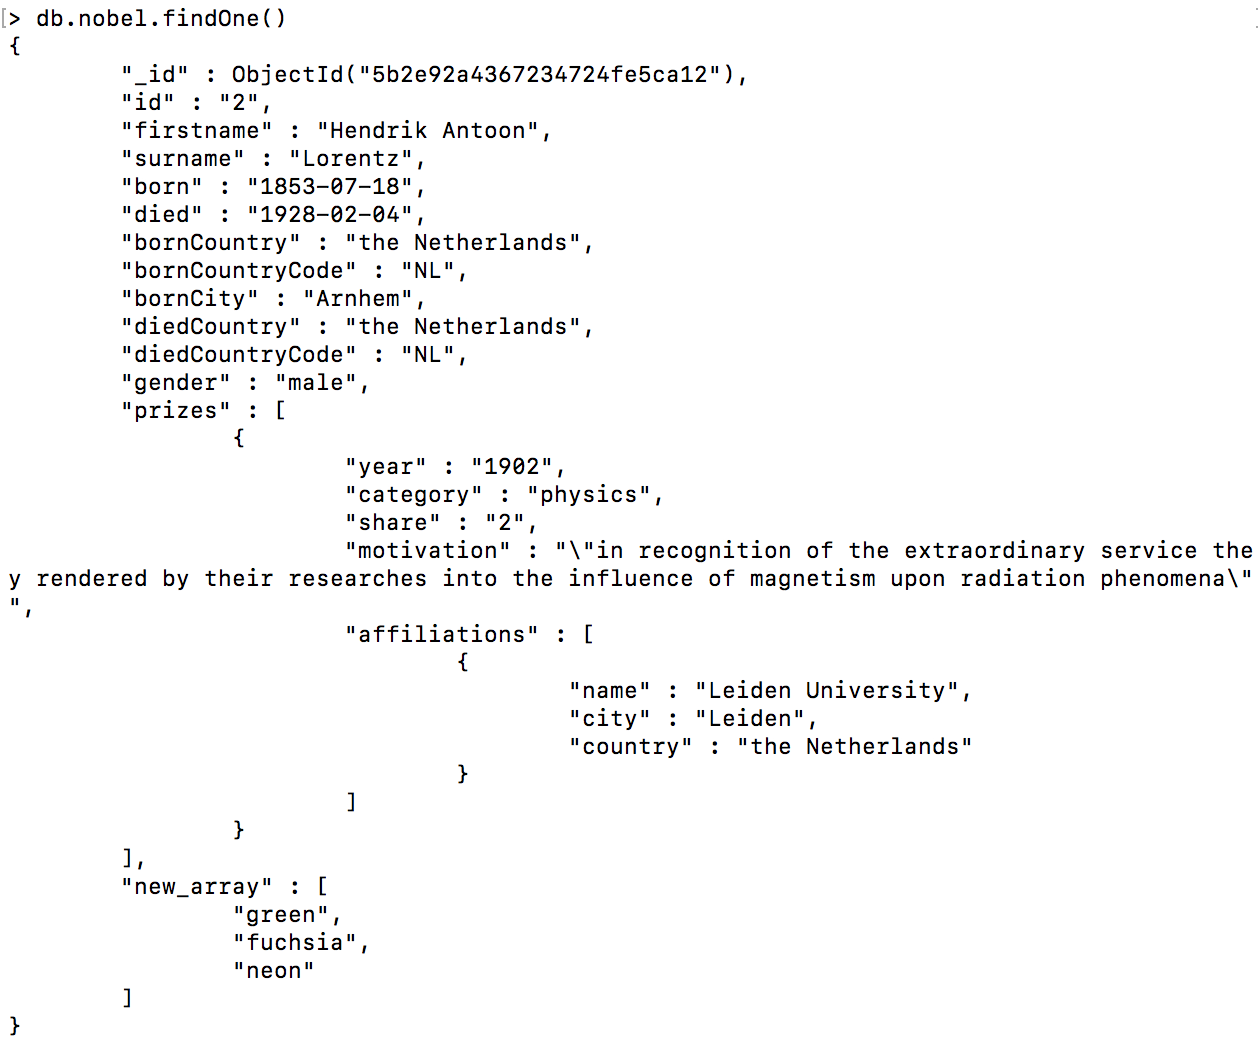 [> db.nobel.findOne()
{
        "_id" : ObjectId("5b2e92a4367234724fe5ca12"),
        "id" : "2",
        "firstname" : "Hendrik Antoon",
        "surname" : "Lorentz",
        "born" : "1853-07-18",
        "died" : "1928-02-04",
        "bornCountry" : "the Netherlands",
        "bornCountryCode" : "NL",
        "bornCity" : "Arnhem",
        "diedCountry" : "the Netherlands",
        "diedCountryCode" : "NL",
        "gender" : "male",
        "prizes" : [
                {
                        "year" : "1902",
                        "category" : "physics",
                        "share" : "2",
                        "motivation" : "\"in recognition of the extraordinary service the
y rendered by their researches into the influence of magnetism upon radiation phenomena\"
",
                        "affiliations" : [
                                {
                                        "name" : "Leiden University",
                                        "city" : "Leiden",
                                        "country" : "the Netherlands"
                                }
                        ]
                }
        ],
        "new_array" : [
                "green",
                "fuchsia",
                "neon"
        ]
}